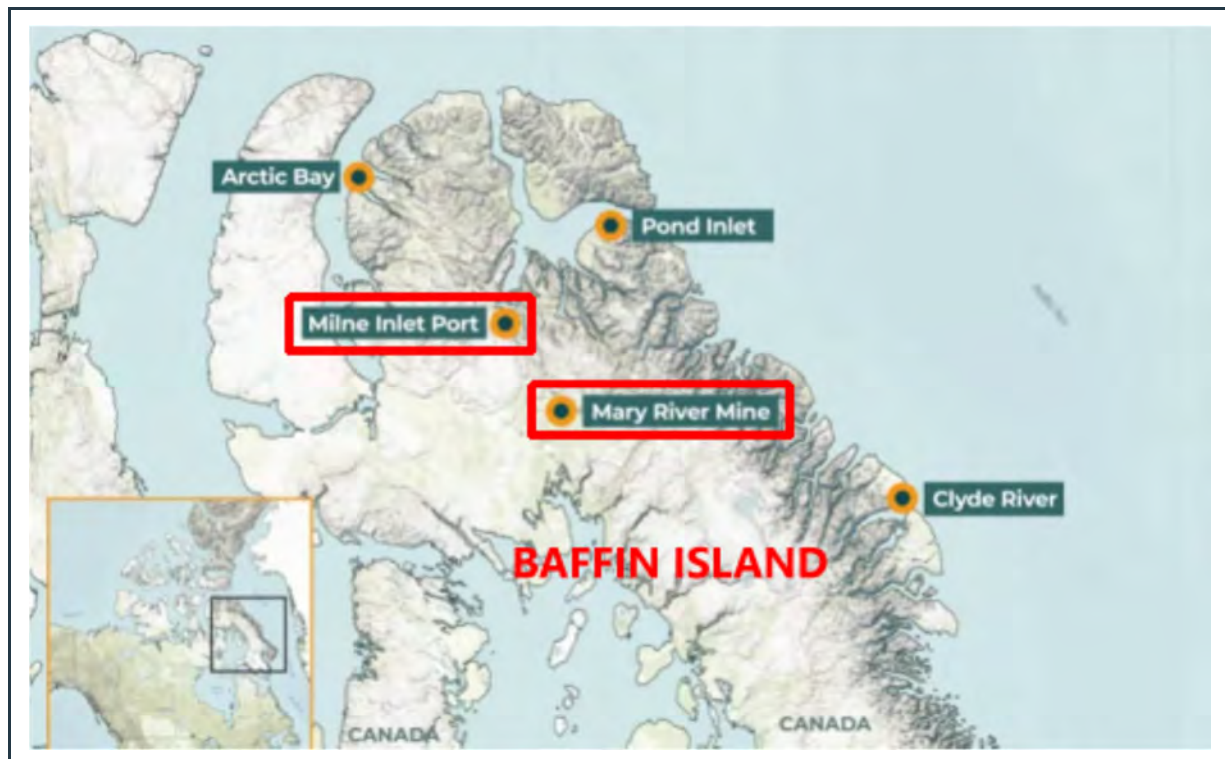 Arctic Bay
Pond Inlet
Milne Inlet Port
Mary River Mine
Clyde River
BAFFIN ISLAND
CANADA
CANADA